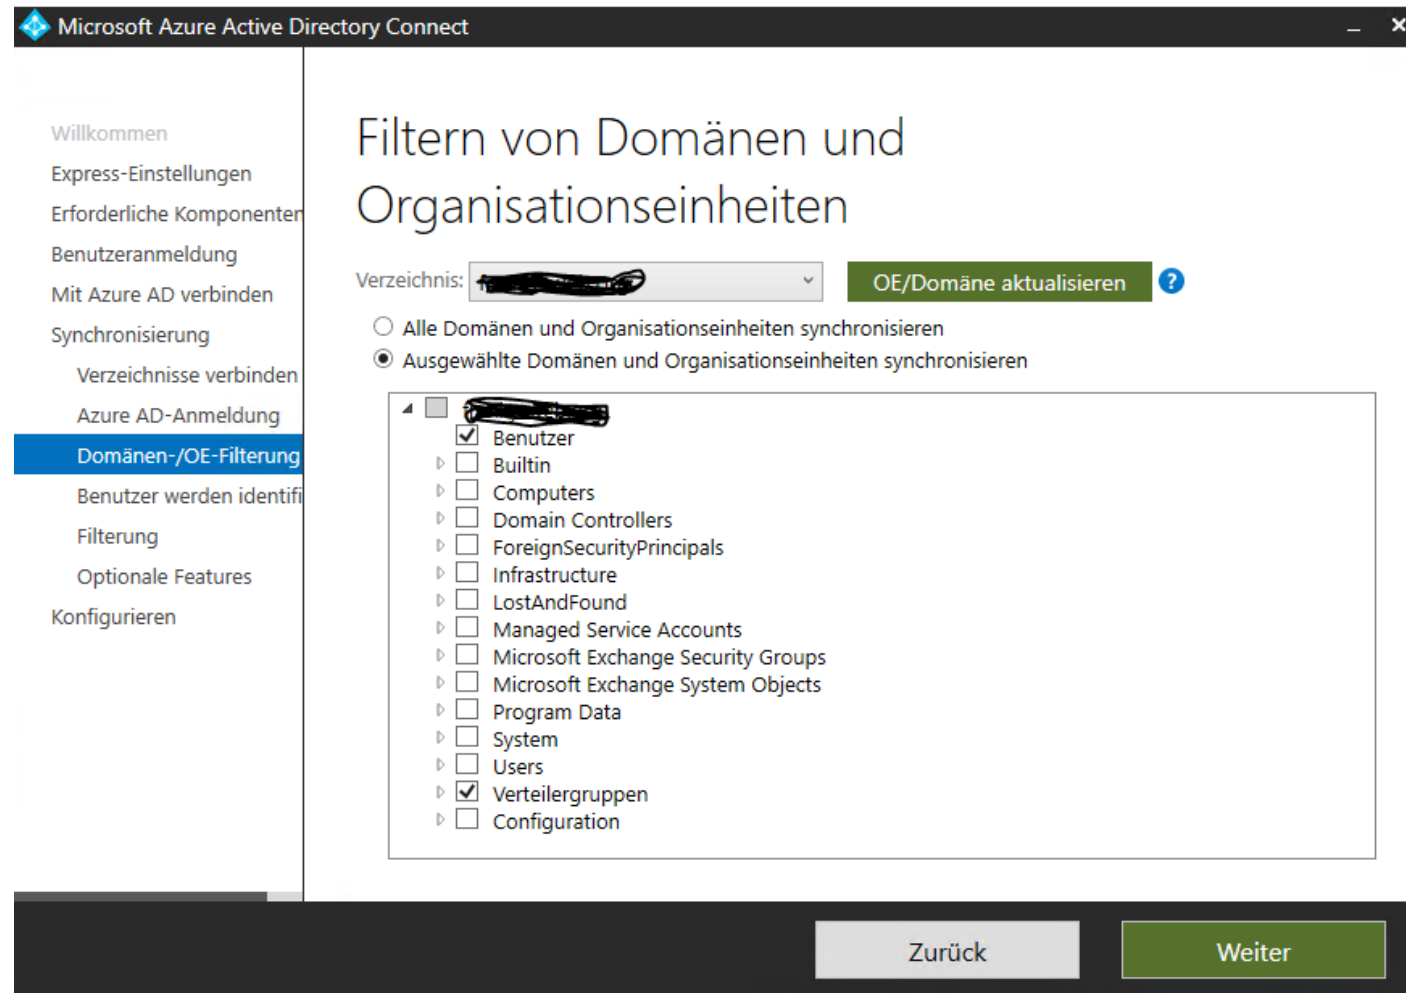 Microsoft Azure Active Directory Connect
Willkommen
Express-Einstellungen
Erforderliche Komponenten
Benutzeranmeldung
Mit Azure AD verbinden
Synchronisierung
Verzeichnisse verbinden
Azure AD-Anmeldung
Domänen-/OE-Filterung
Benutzer werden identifi
Filterung
Optionale Features
Konfigurieren
Filtern von Domänen und
Organisationseinheiten
Verzeichnis:
OE/Domäne aktualisieren
?
Alle Domänen und Organisationseinheiten synchronisieren
Ausgewählte Domänen und Organisationseinheiten synchronisieren
Benutzer
Builtin
Computers
Domain Controllers
ForeignSecurityPrincipals
Infrastructure
LostAndFound
Managed Service Accounts
Microsoft Exchange Security Groups
Microsoft Exchange System Objects
Program Data
System
Users
Verteilergruppen
Configuration
Zurück
Weiter